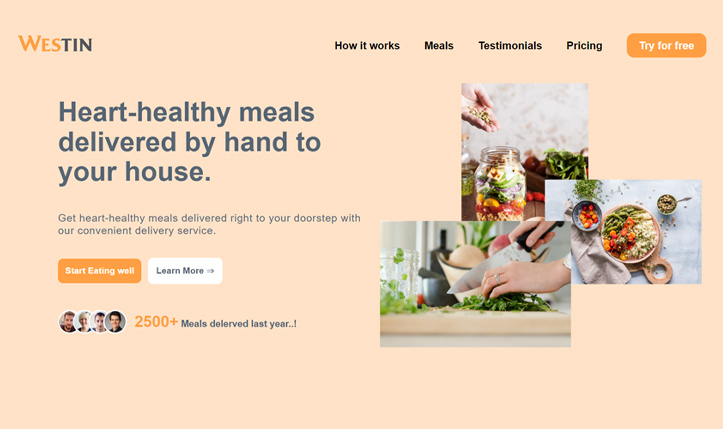 WESTIN
How it works
Meals
Testimonials
Pricing
Try for free
Heart-healthy meals
delivered by hand to
your house.
Get heart-healthy meals delivered right to your doorstep with
our convenient delivery service.
Start Eating well
Learn More ⇒
2500+ Meals delerved last year..!